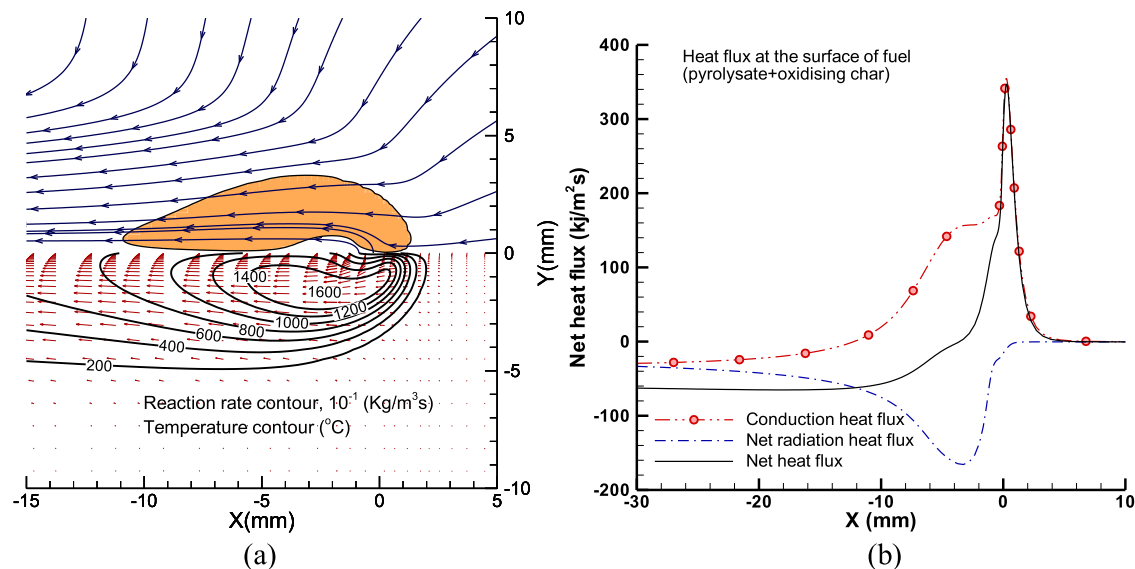 10
5
0
-5
-10
Y(mm)
1400
1600
1200
1000
800
600
400
200
Reaction rate contour, 10⁻¹ (Kg/m³s)
Temperature contour (°C)
-15
-10
-5
0
5
X(mm)
(a)
400
300
200
100
0
-100
-200
Net heat flux (kj/m²s)
Heat flux at the surface of fuel
(pyrolysate+oxidising char)
Conduction heat flux
Net radiation heat flux
Net heat flux
-30
-20
-10
0
10
X (mm)
(b)